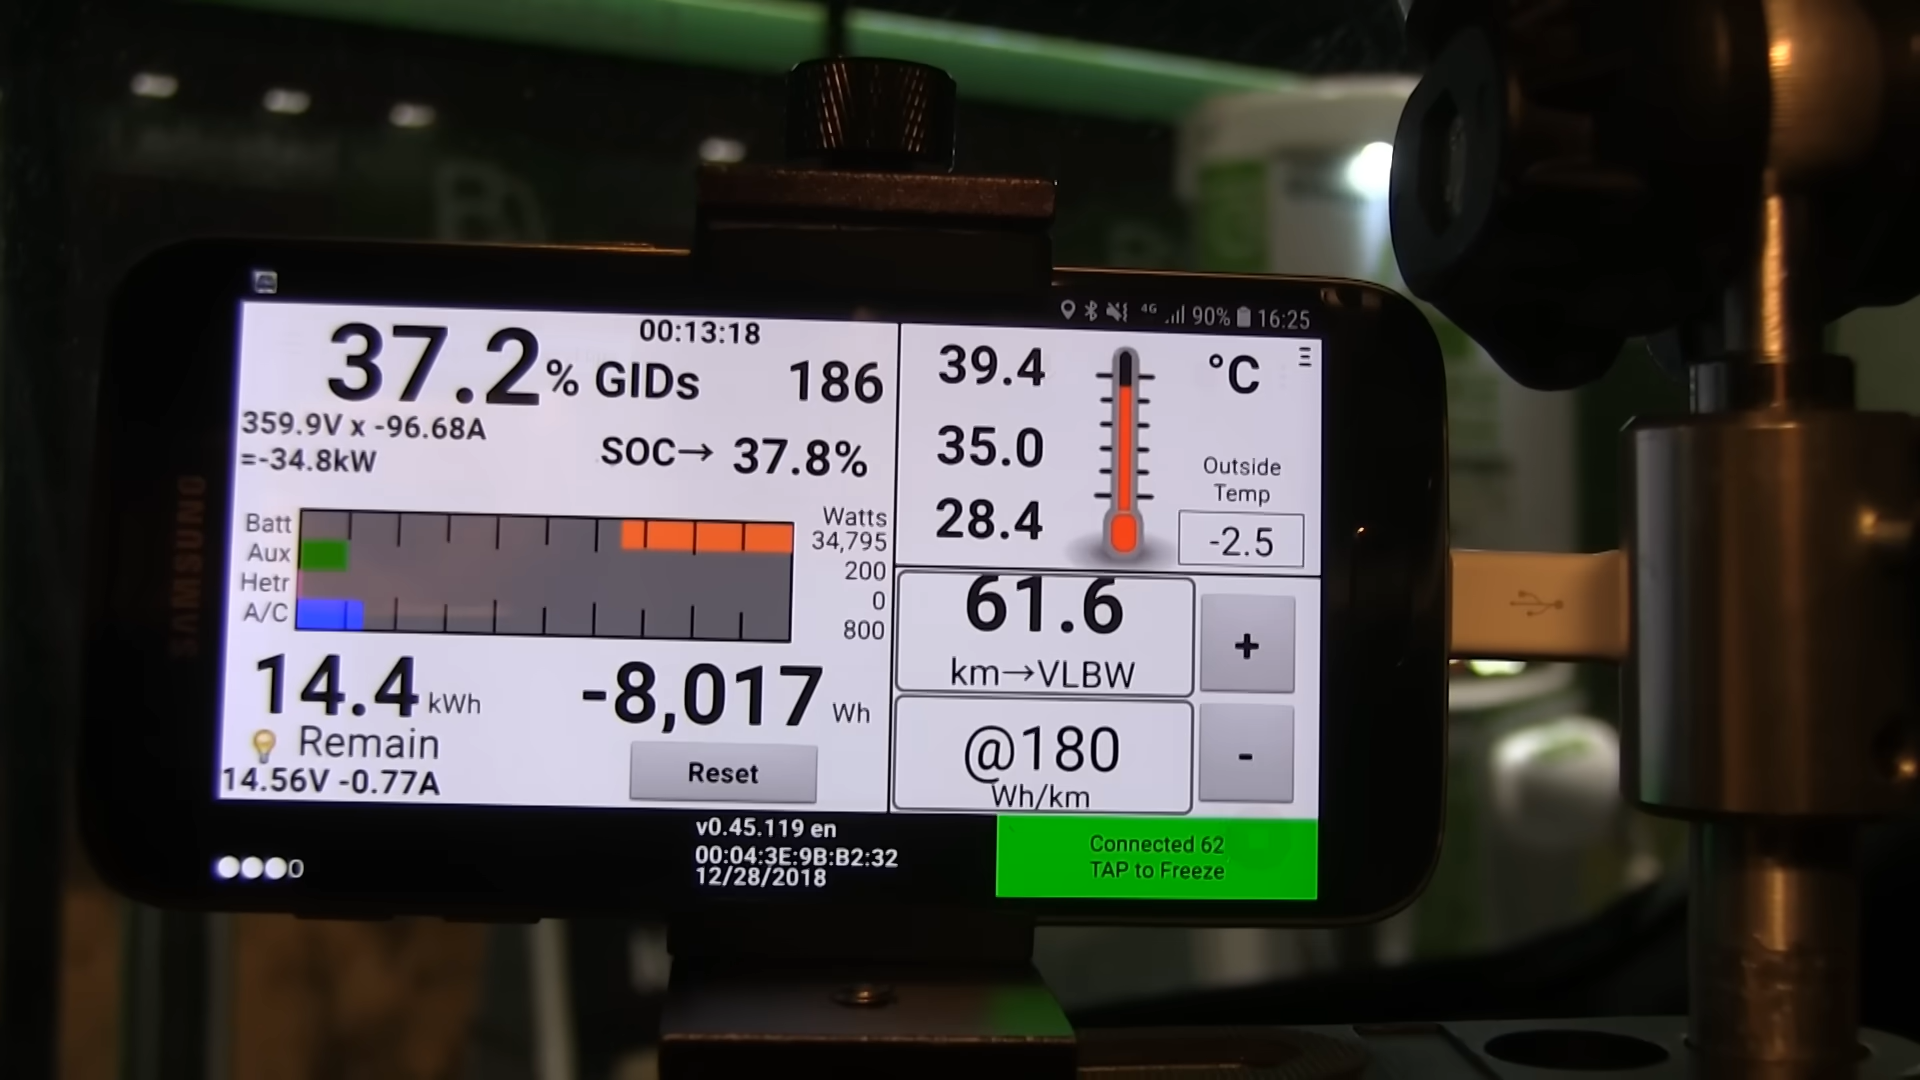 4G 90% 16:25
37.2% GIDs
00:13:18
186
359.9V x -96.68A
=-34.8kW
SOC→ 37.8%
Batt
Aux
Hetr
A/C
Watts
34,795
200
0
800
14.4 kWh
Remain
14.56V -0.77A
-8,017 Wh
Reset
39.4
35.0
28.4
°C
Outside
Temp
-2.5
61.6
km→VLBW
@180
Wh/km
+
-
v0.45.119 en
00:04:3E:9B:B2:32
12/28/2018
Connected 62
TAP to Freeze
SAMSUNG